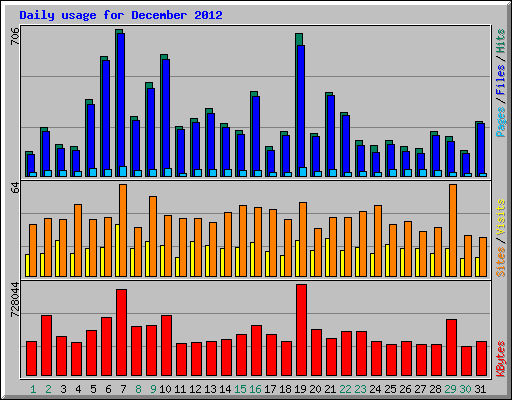 Daily usage for December 2012
706
Pages / Files / Hits
64
Sites / Visits
728044
KBytes
1 2 3 4 5 6 7 8 9 10 11 12 13 14 15 16 17 18 19 20 21 22 23 24 25 26 27 28 29 30 31